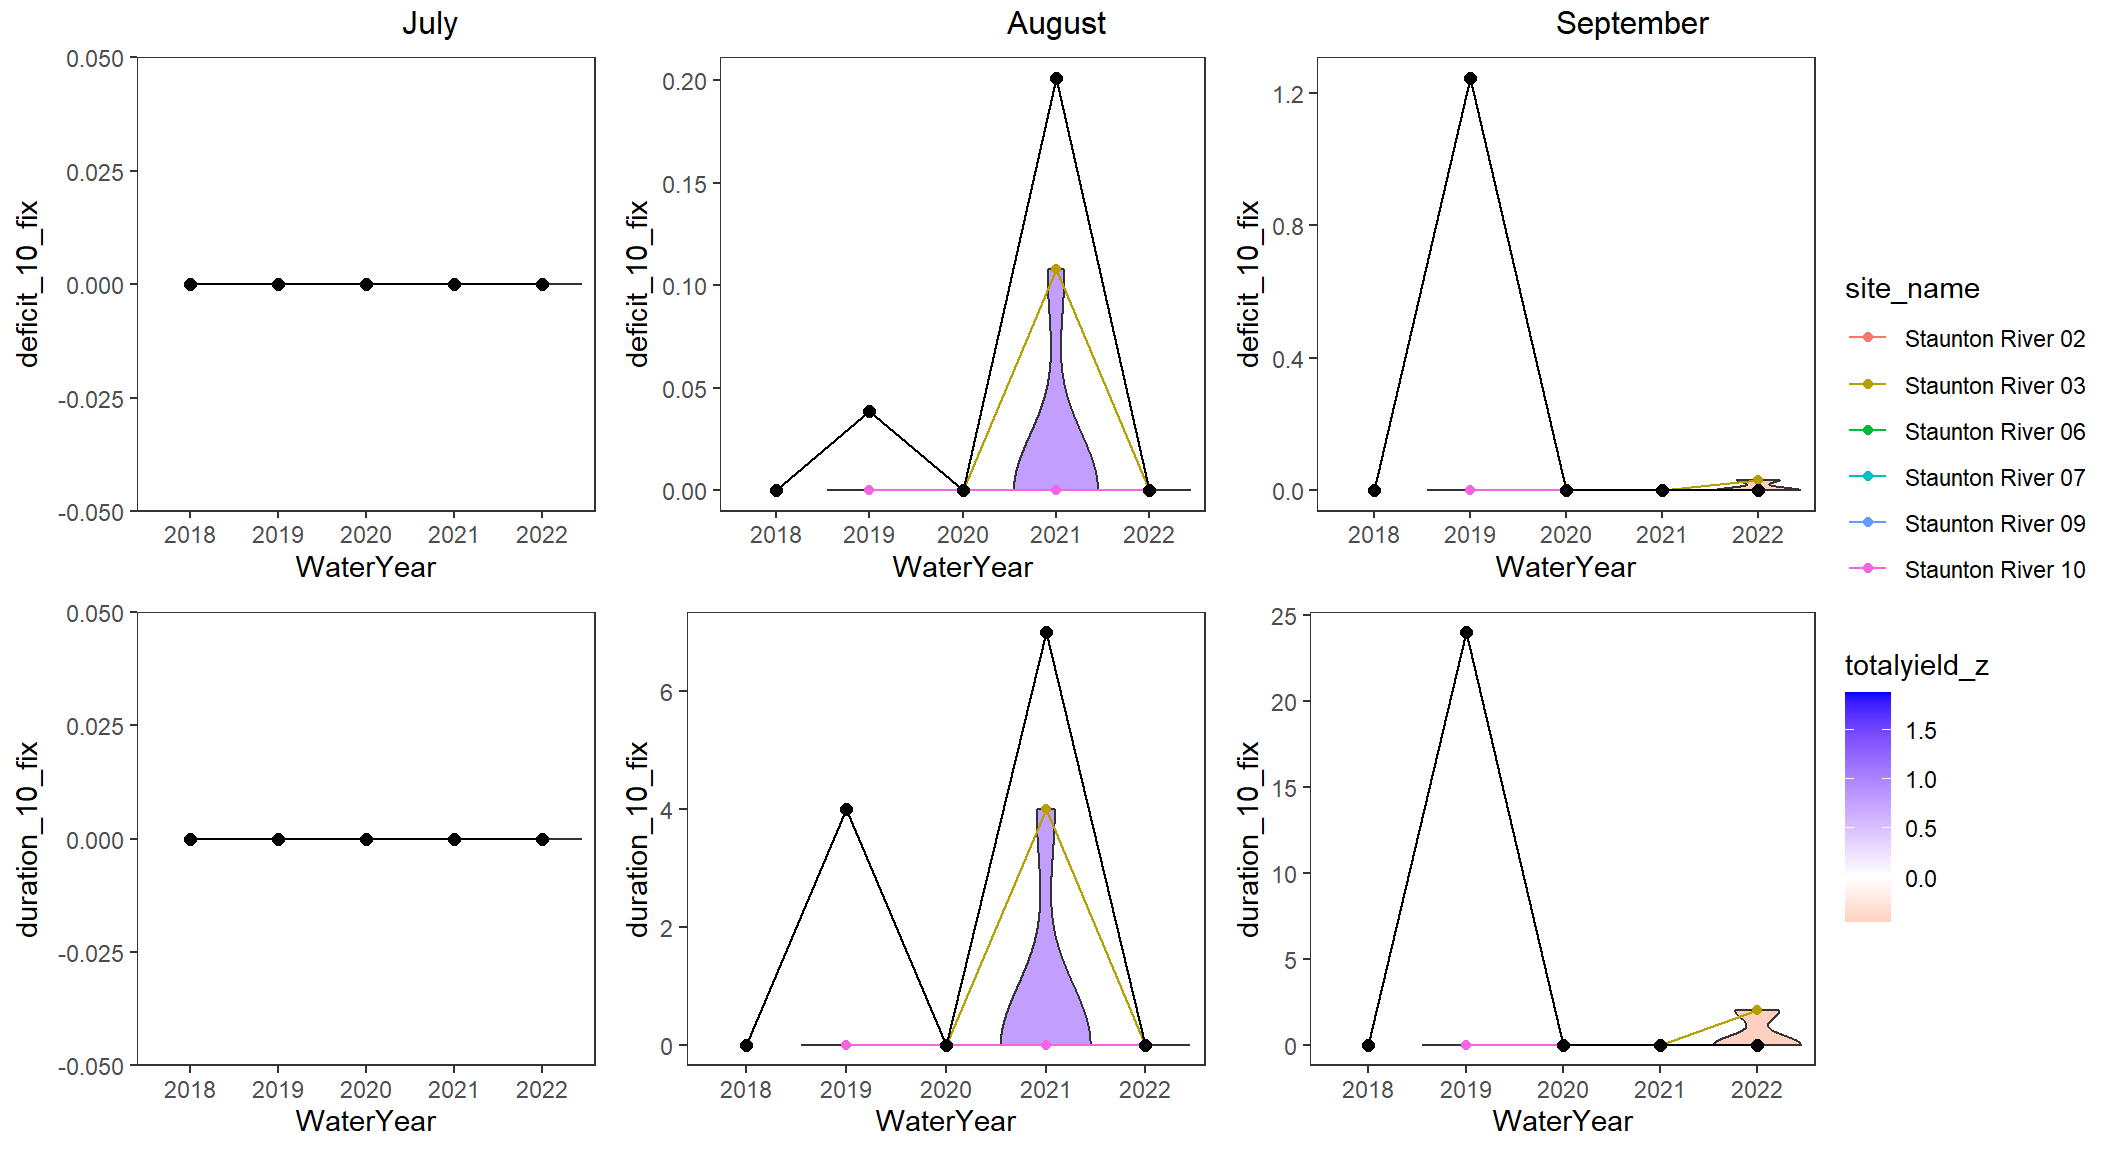 July
August
September
deficit_10_fix
0.050
0.025
0.000
-0.025
-0.050
2018 2019 2020 2021 2022
WaterYear
deficit_10_fix
0.20
0.15
0.10
0.05
0.00
2018 2019 2020 2021 2022
WaterYear
deficit_10_fix
1.2
0.8
0.4
0.0
2018 2019 2020 2021 2022
WaterYear
duration_10_fix
0.050
0.025
0.000
-0.025
-0.050
2018 2019 2020 2021 2022
WaterYear
duration_10_fix
6
4
2
0
2018 2019 2020 2021 2022
WaterYear
duration_10_fix
25
20
15
10
5
0
2018 2019 2020 2021 2022
WaterYear
site_name
Staunton River 02
Staunton River 03
Staunton River 06
Staunton River 07
Staunton River 09
Staunton River 10
totalyield_z
1.5
1.0
0.5
0.0